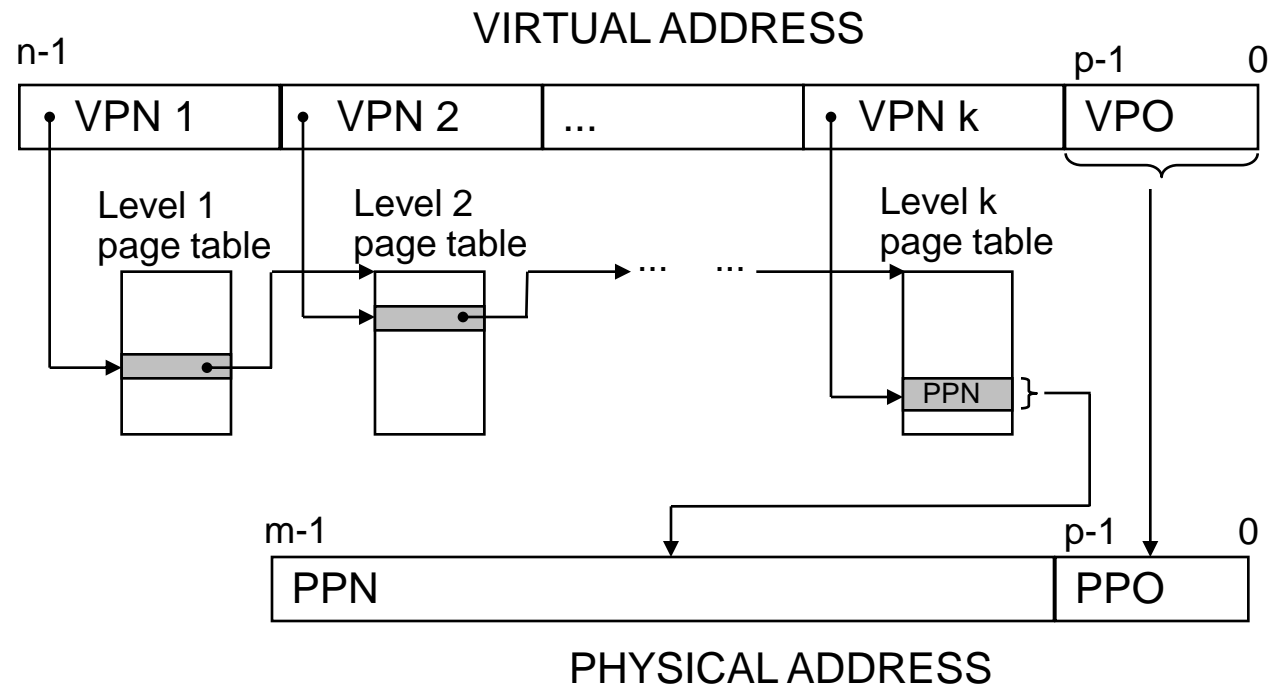 VIRTUAL ADDRESS
n-1 p-1 0
VPN 1 VPN 2 ... VPN k VPO
Level 1
page table
Level 2
page table
Level k
page table
... ...
PPN
m-1 p-1 0
PPN PPO
PHYSICAL ADDRESS